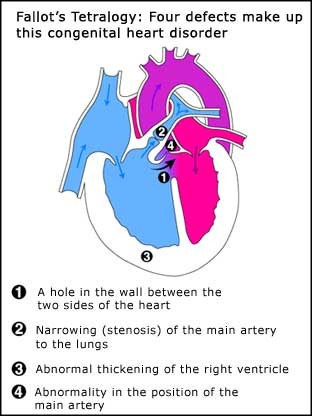 Fallot's Tetralogy: Four defects make up
this congenital heart disorder
2
4
1
3
1 A hole in the wall between the
two sides of the heart
2 Narrowing (stenosis) of the main artery
to the lungs
3 Abnormal thickening of the right ventricle
4 Abnormality in the position of the
main artery